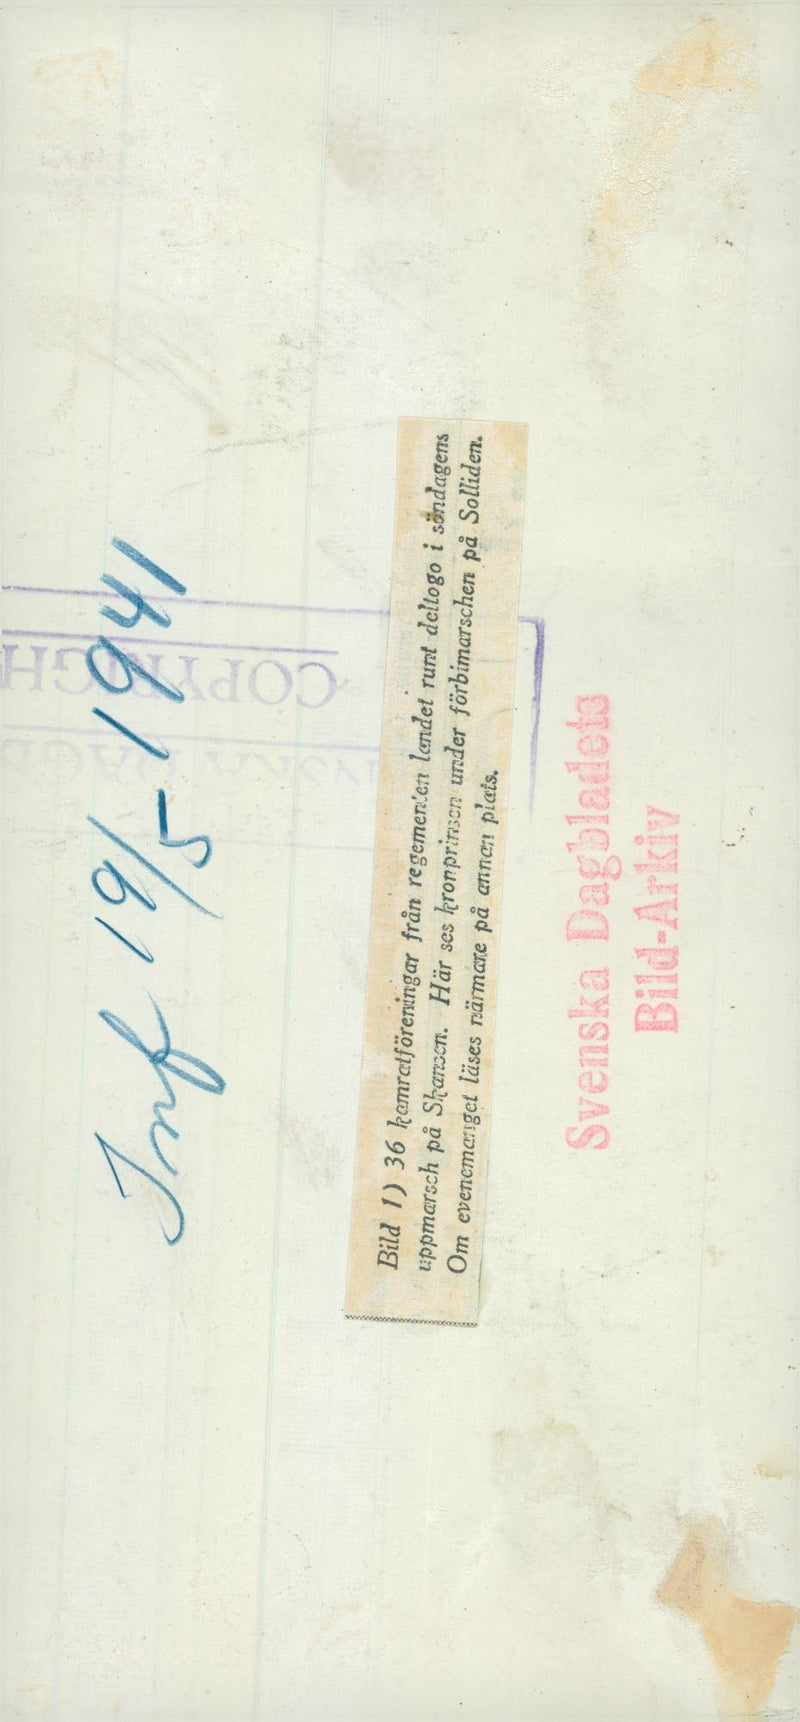 Inf 19/5-1941
COPYRIGH
Bild 1) 36 kamratföreningar från regementen landet runt deltogo i söndagens
uppmarsch på Skansen. Här ses kronprinsen under förbimarschen på Solliden.
Om evenemanget läses närmare på annan plats.
Svenska Dagbladets
Bild-Arkiv